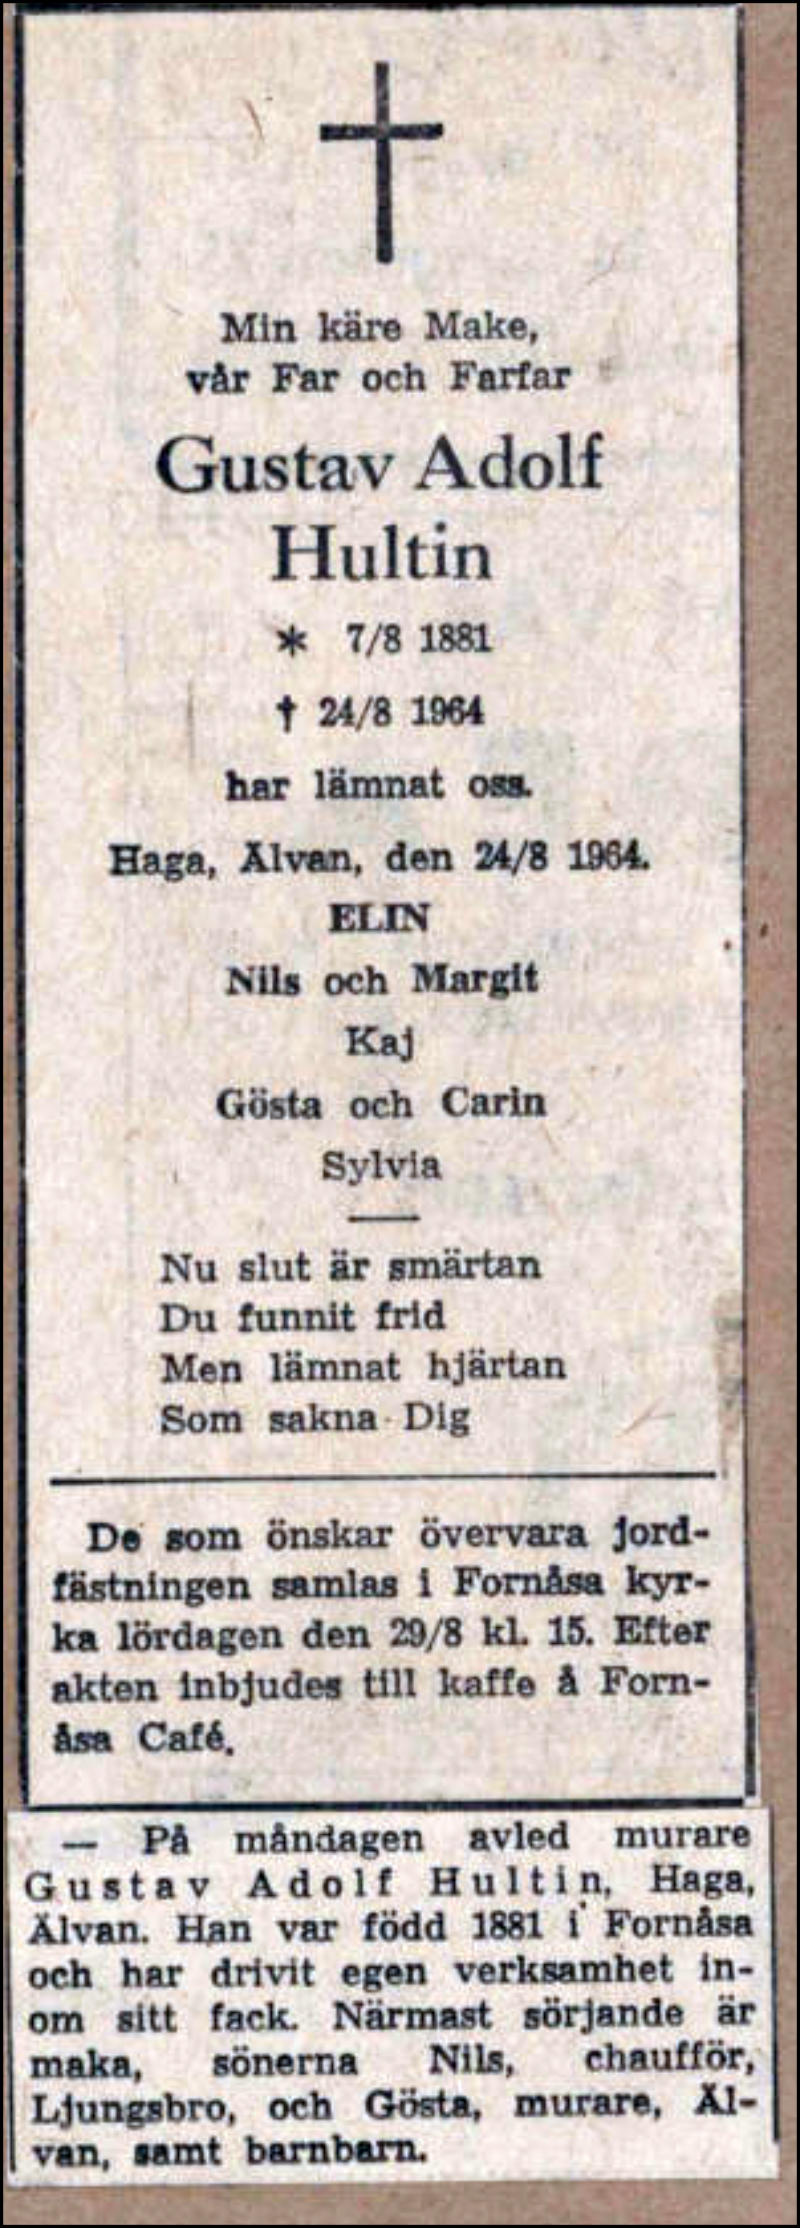 Min käre Make,
vår Far och Farfar
Gustav Adolf
Hultin
* 7/8 1881
† 24/8 1964
har lämnat oss.
Haga, Älvan, den 24/8 1964.
ELIN
Nils och Margit
Kaj
Gösta och Carin
Sylvia
Nu slut är smärtan
Du funnit frid
Men lämnat hjärtan
Som sakna Dig
De som önskar övervara jord-
fästningen samlas i Fornåsa kyr-
ka lördagen den 29/8 kl. 15. Efter
akten inbjudes till kaffe å Forn-
åsa Café.
— På måndagen avled murare
Gustav Adolf Hultin, Haga,
Älvan. Han var född 1881 i Fornåsa
och har drivit egen verksamhet in-
om sitt fack. Närmast sörjande är
maka, sönerna Nils, chaufför,
Ljungsbro, och Gösta, murare, Äl-
van, samt barnbarn.